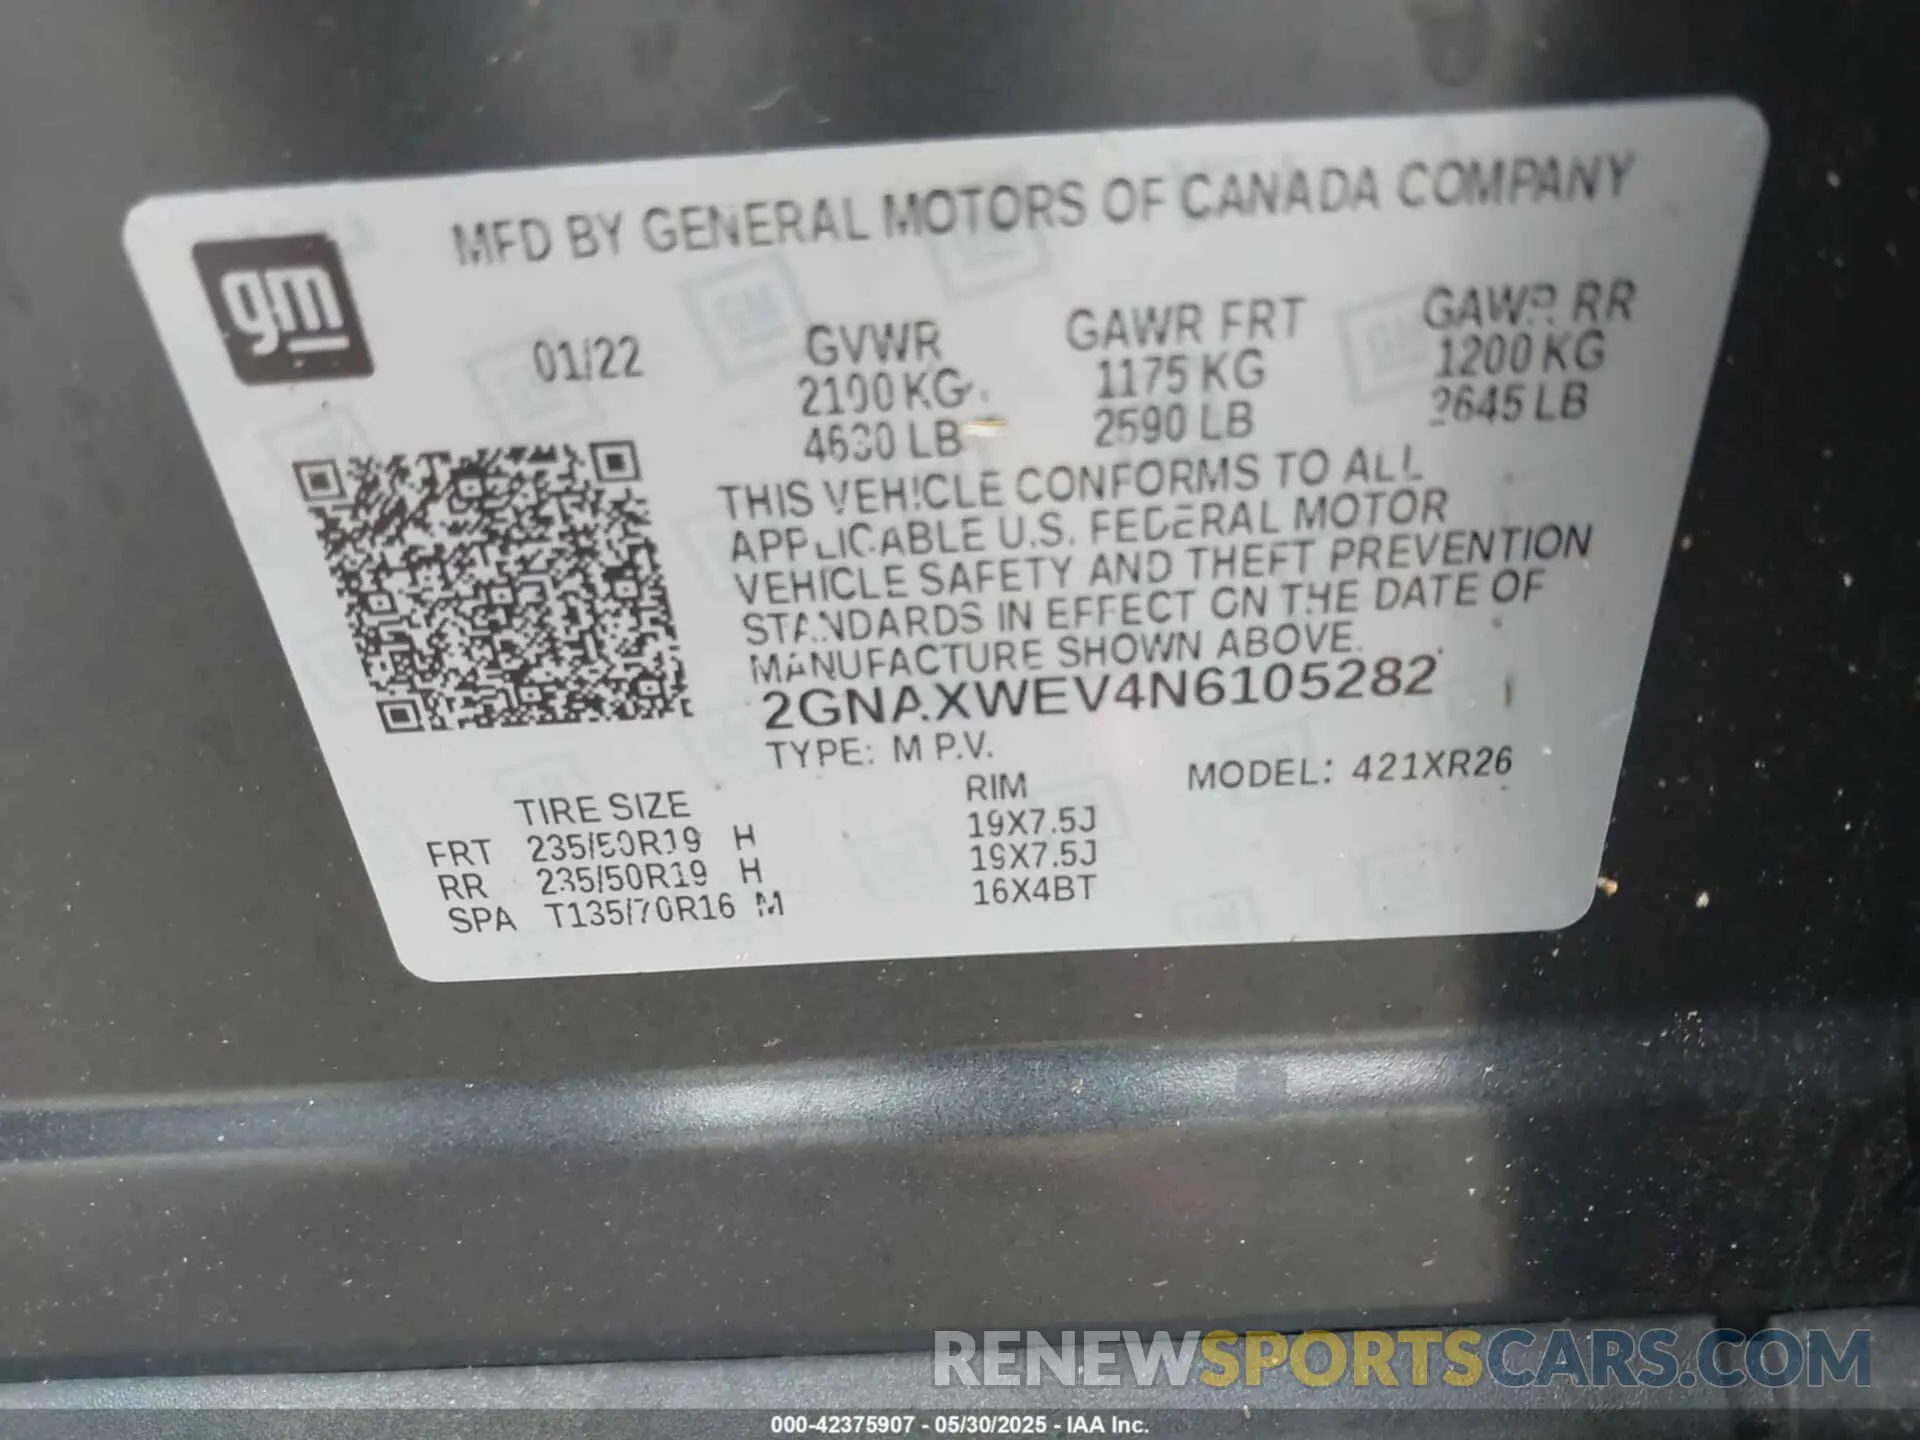 gm
MFD BY GENERAL MOTORS OF CANADA COMPANY
01/22
GVWR
2100 KG
4630 LB
GAWR FRT
1175 KG
2590 LB
GAWR RR
1200 KG
2645 LB
THIS VEHICLE CONFORMS TO ALL
APPLICABLE U.S. FEDERAL MOTOR
VEHICLE SAFETY AND THEFT PREVENTION
STANDARDS IN EFFECT ON THE DATE OF
MANUFACTURE SHOWN ABOVE.
2GNAXWEV4N6105282
TYPE: M.P.V.
MODEL: 421XR26
TIRE SIZE
RIM
FRT 235/50R19 H 19X7.5J
RR 235/50R19 H 19X7.5J
SPA T135/70R16 M 16X4BT
RENEWSPORTSCARS.COM
000-42375907 - 05/30/2025 - IAA Inc.